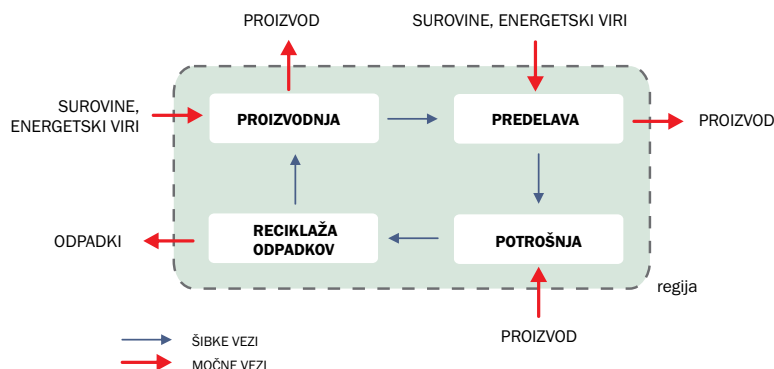 PROIZVOD
SUROVINE, ENERGETSKI VIRI
SUROVINE,
ENERGETSKI VIRI
PROIZVODNJA
PREDELAVA
PROIZVOD
ODPADKI
RECIKLAŽA
ODPADKOV
POTROŠNJA
regija
PROIZVOD
ŠIBKE VEZI
MOČNE VEZI